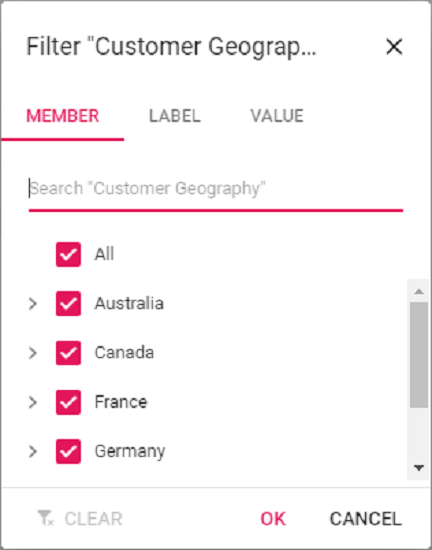 Filter "Customer Geograp...
MEMBER LABEL VALUE
Search "Customer Geography"
All
Australia
Canada
France
Germany
CLEAR OK CANCEL